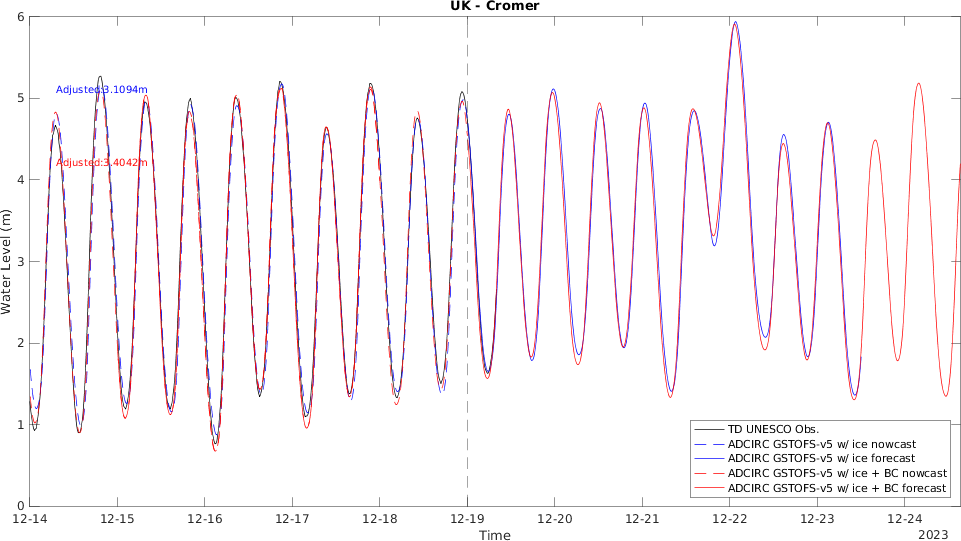 UK - Cromer
6
5
4
3
2
1
0
Water Level (m)
Adjusted:3.1094m
Adjusted:3.4042m
TD UNESCO Obs.
ADCIRC GSTOFS-v5 w/ ice nowcast
ADCIRC GSTOFS-v5 w/ ice forecast
ADCIRC GSTOFS-v5 w/ ice + BC nowcast
ADCIRC GSTOFS-v5 w/ ice + BC forecast
12-14 12-15 12-16 12-17 12-18 12-19 12-20 12-21 12-22 12-23 12-24
Time
2023